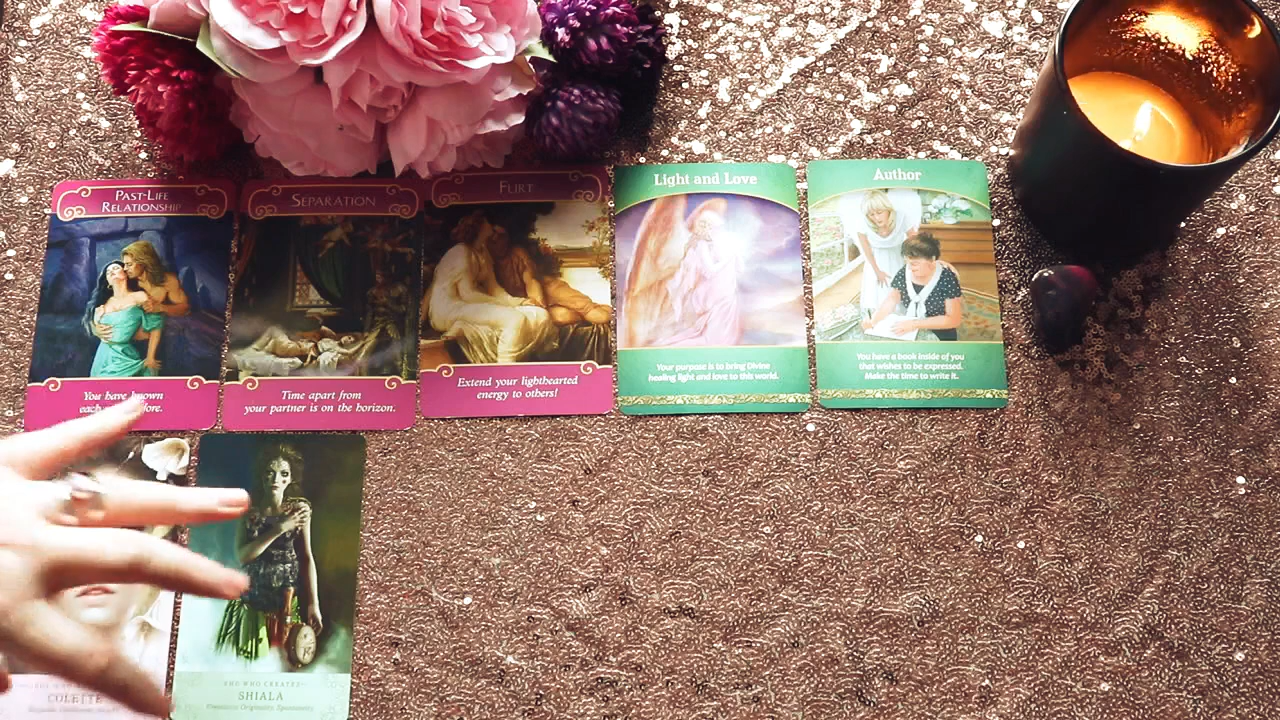 PAST-LIFE
RELATIONSHIP
You have known
SEPARATION
Time apart from
your partner is on the horizon.
FLIRT
Extend your lighthearted
energy to others!
Light and Love
Your purpose is to bring Divine
healing light and love to this world.
Author
You have a book inside of you
that wishes to be expressed.
Make the time to write it.
COLETTE
SHE WHO CREATES
SHIALA
Originality,